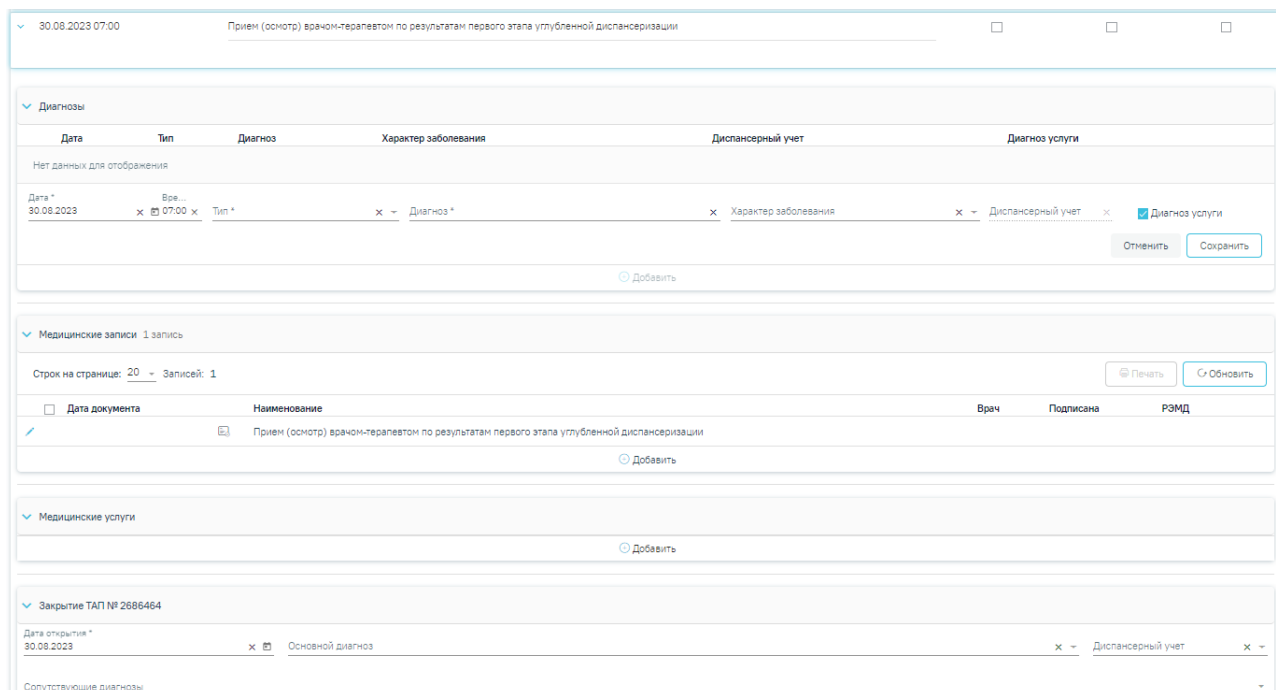 30.08.2023 07:00 Прием (осмотр) врачом-терапевтом по результатам первого этапа углубленной диспансеризации
Диагнозы
Дата Тип Диагноз Характер заболевания Диспансерный учет Диагноз услуги
Нет данных для отображения
Дата * Вре...
30.08.2023 07:00 Тип * Диагноз * Характер заболевания Диспансерный учет Диагноз услуги
Отменить Сохранить
Добавить
Медицинские записи 1 запись
Строк на странице: 20 Записей: 1 Печать Обновить
Дата документа Наименование Врач Подписана РЭМД
Прием (осмотр) врачом-терапевтом по результатам первого этапа углубленной диспансеризации
Добавить
Медицинские услуги
Добавить
Закрытие ТАП № 2686464
Дата открытия *
30.08.2023 Основной диагноз Диспансерный учет
Сопутствующие диагнозы